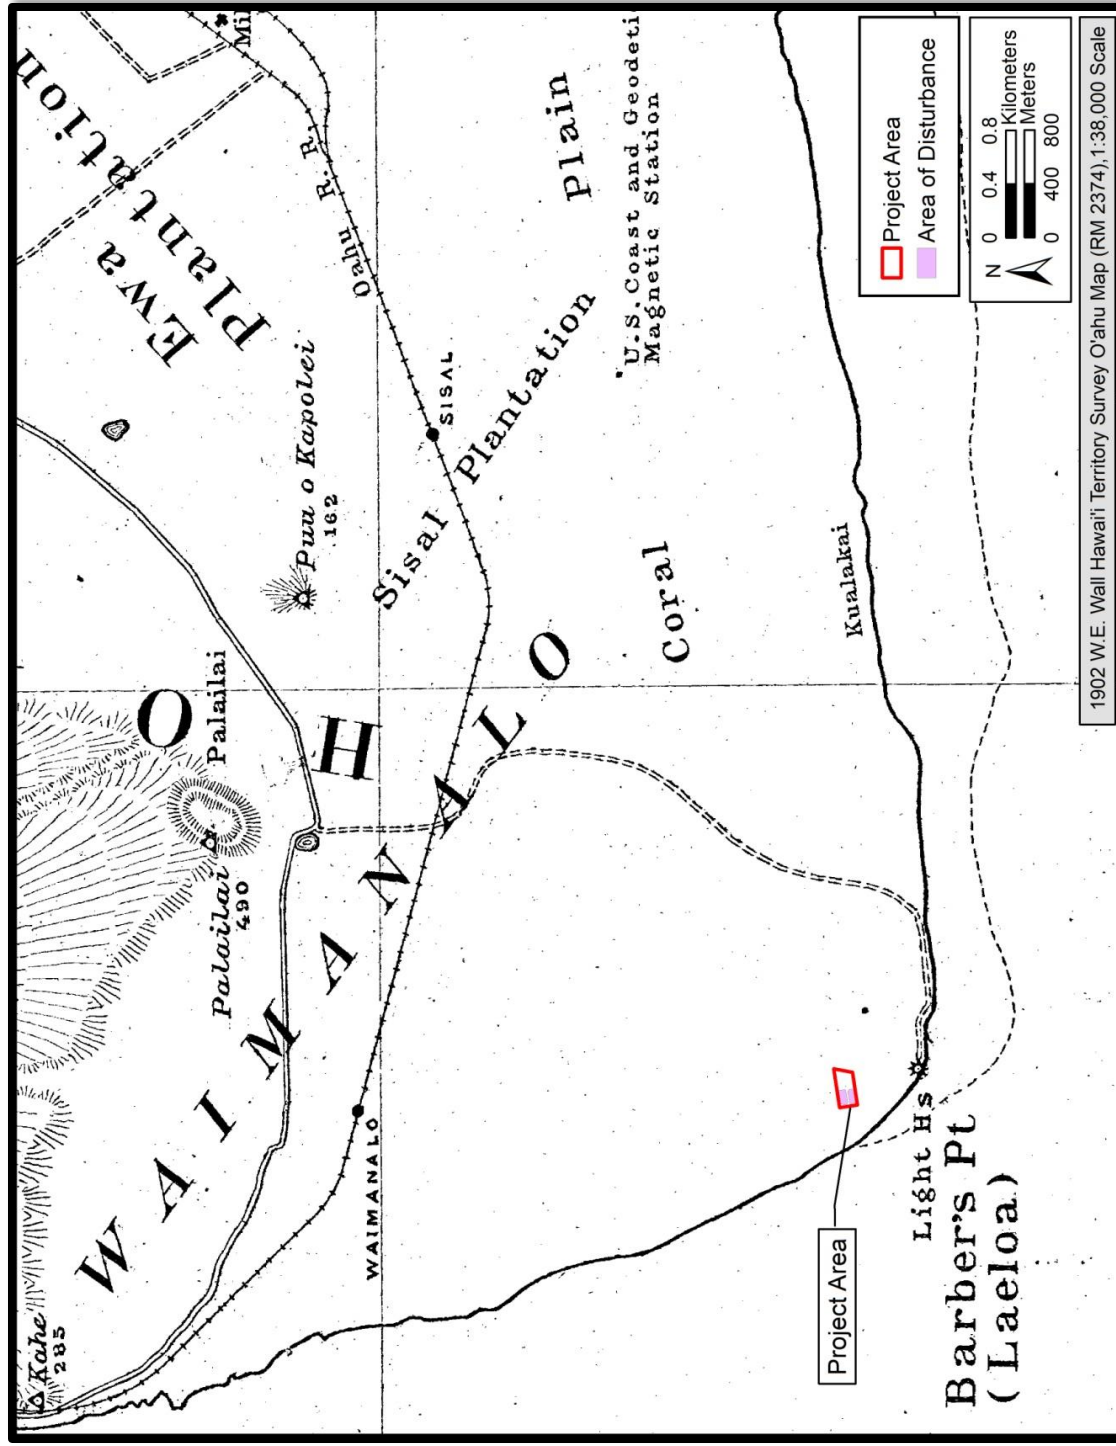 Ewa
Plantation
Mil
Oahu R. R.
Kahe
285
Palailai
490
Palailai
Puu o Kapolei
162
HO
WAIMANALO
WAIMANALO
SISAL
Sisal Plantation
Coral Plain
U.S. Coast and Geodeti
Magnetic Station
Kualakai
Project Area
Light Hs
Barber's Pt
(Laeloa)
Project Area
Area of Disturbance
N
0 0.4 0.8
Kilometers
Meters
0 400 800
1902 W.E. Wall Hawai'i Territory Survey O'ahu Map (RM 2374),1:38,000 Scale